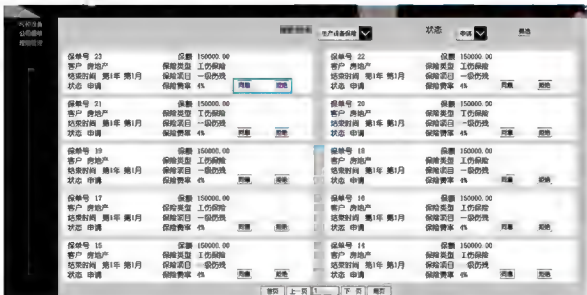 公司编单
生产设备保险 状态 申请 候选
保单号 23 保额 150000.00
客户 房地产 保险类型 工伤保险
结束时间 第1年 第1月 保险项目 一级伤残
状态 申请 保险费率 4% 同意 拒绝
保单号 22 保额 150000.00
客户 房地产 保险类型 工伤保险
结束时间 第1年 第1月 保险项目 一级伤残
状态 申请 保险费率 4% 同意 拒绝
保单号 21 保额 150000.00
客户 房地产 保险类型 工伤保险
结束时间 第1年 第1月 保险项目 一级伤残
状态 申请 保险费率 4% 同意 拒绝
保单号 20 保额 150000.00
客户 房地产 保险类型 工伤保险
结束时间 第1年 第1月 保险项目 一级伤残
状态 申请 保险费率 4% 同意 拒绝
保单号 19 保额 150000.00
客户 房地产 保险类型 工伤保险
结束时间 第1年 第1月 保险项目 一级伤残
状态 申请 保险费率 4% 同意 拒绝
保单号 18 保额 150000.00
客户 房地产 保险类型 工伤保险
结束时间 第1年 第1月 保险项目 一级伤残
状态 申请 保险费率 4% 同意 拒绝
保单号 17 保额 150000.00
客户 房地产 保险类型 工伤保险
结束时间 第1年 第1月 保险项目 一级伤残
状态 申请 保险费率 4% 同意 拒绝
保单号 16 保额 150000.00
客户 房地产 保险类型 工伤保险
结束时间 第1年 第1月 保险项目 一级伤残
状态 申请 保险费率 4% 同意 拒绝
保单号 15 保额 150000.00
客户 房地产 保险类型 工伤保险
结束时间 第1年 第1月 保险项目 一级伤残
状态 申请 保险费率 4% 同意 拒绝
保单号 14 保额 150000.00
客户 房地产 保险类型 工伤保险
结束时间 第1年 第1月 保险项目 一级伤残
状态 申请 保险费率 4% 同意 拒绝
首页 上一页 1 下一页 尾页